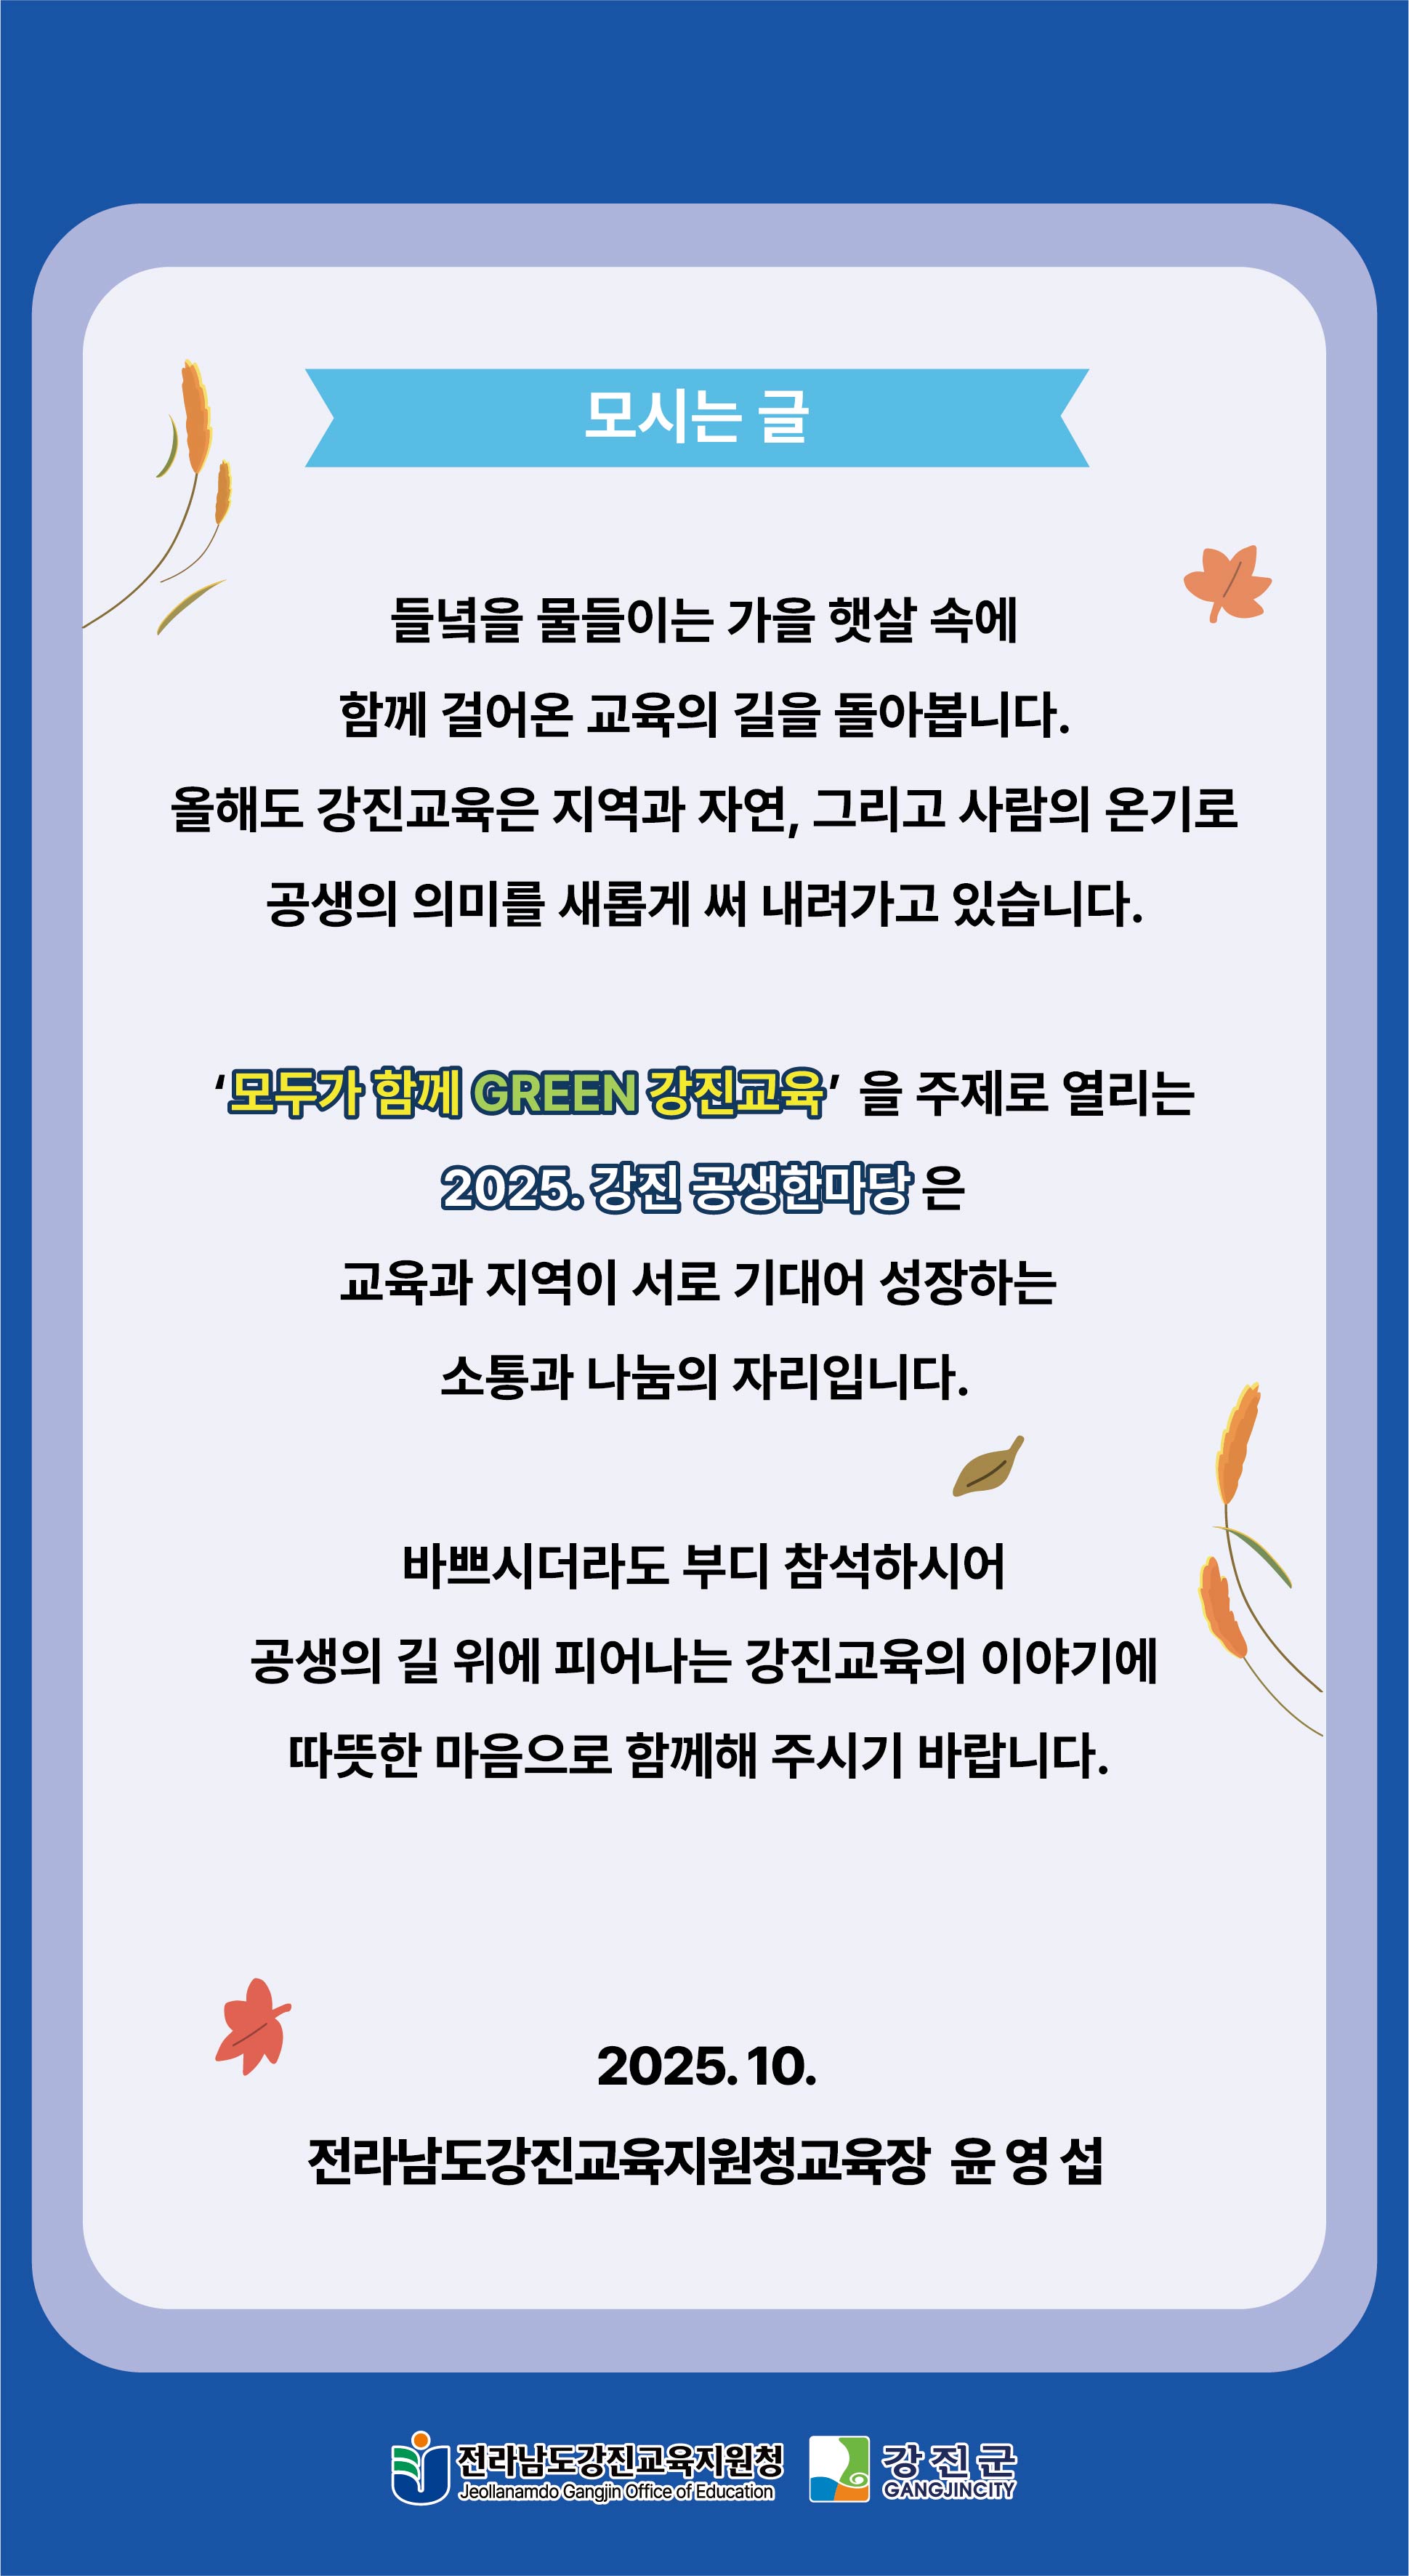 모시는 글
들녘을 물들이는 가을 햇살 속에
함께 걸어온 교육의 길을 돌아봅니다.
올해도 강진교육은 지역과 자연, 그리고 사람의 온기로
공생의 의미를 새롭게 써 내려가고 있습니다.
‘모두가 함께 GREEN 강진교육’ 을 주제로 열리는
2025. 강진 공생한마당 은
교육과 지역이 서로 기대어 성장하는
소통과 나눔의 자리입니다.
바쁘시더라도 부디 참석하시어
공생의 길 위에 피어나는 강진교육의 이야기에
따뜻한 마음으로 함께해 주시기 바랍니다.
2025. 10.
전라남도강진교육지원청교육장 윤 영 섭
전라남도강진교육지원청
Jeollanamdo Gangjin Office of Education
강진군
GANGJINCITY